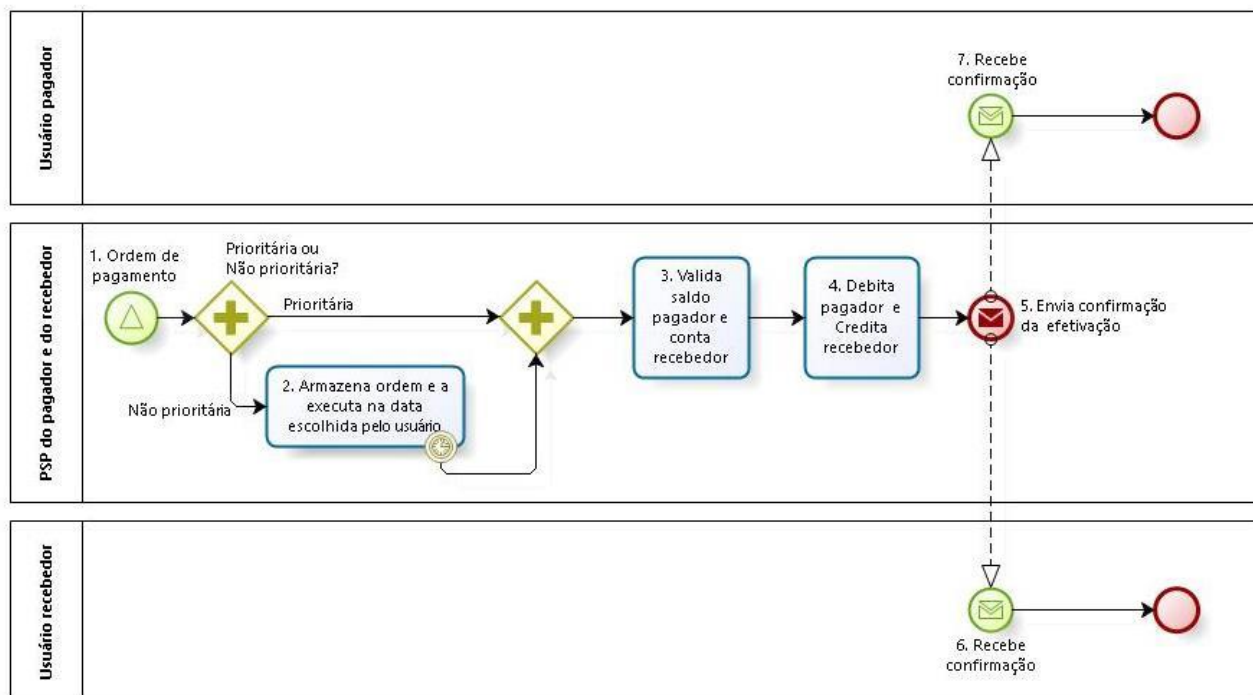 Usuário pagador
7. Recebe
confirmação
PSP do pagador e do recebedor
1. Ordem de
pagamento
Prioritária ou
Não prioritária?
Prioritária
Não prioritária
2. Armazena ordem e a
executa na data
escolhida pelo usuário
3. Valida
saldo
pagador e
conta
recebedor
4. Debita
pagador e
Credita
recebedor
5. Envia confirmação
da efetivação
Usuário recebedor
6. Recebe
confirmação